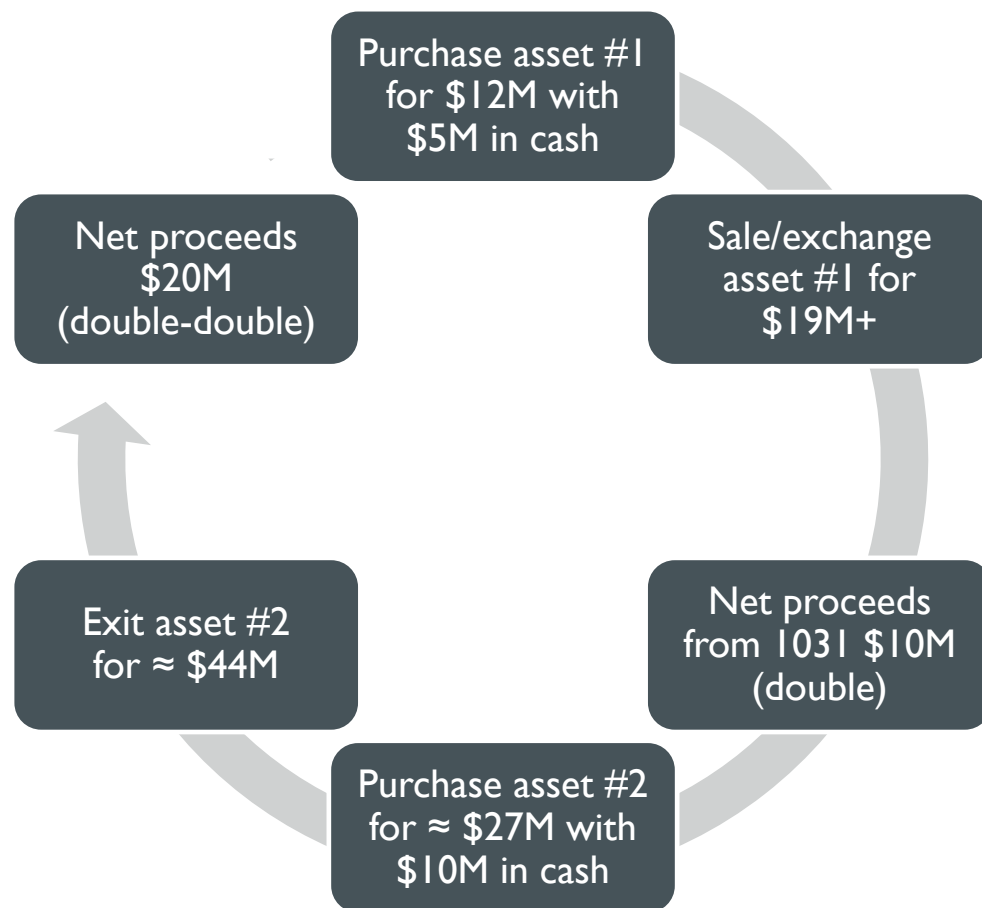 Purchase asset #1
for $12M with
$5M in cash
Sale/exchange
asset #1 for
$19M+
Net proceeds
from 1031 $10M
(double)
Purchase asset #2
for ≈ $27M with
$10M in cash
Exit asset #2
for ≈ $44M
Net proceeds
$20M
(double-double)